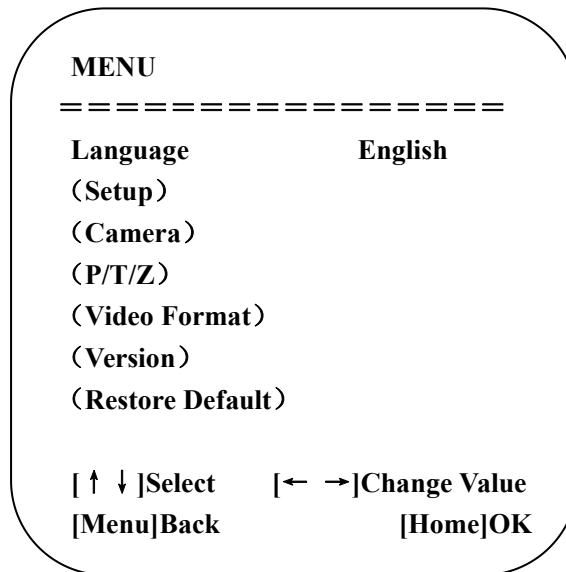 MENU
＝＝＝＝＝＝＝＝＝＝＝＝＝＝＝＝
Language English
（Setup）
（Camera）
（P/T/Z）
（Video Format）
（Version）
（Restore Default）
[↑ ↓]Select [← →]Change Value
[Menu]Back [Home]OK